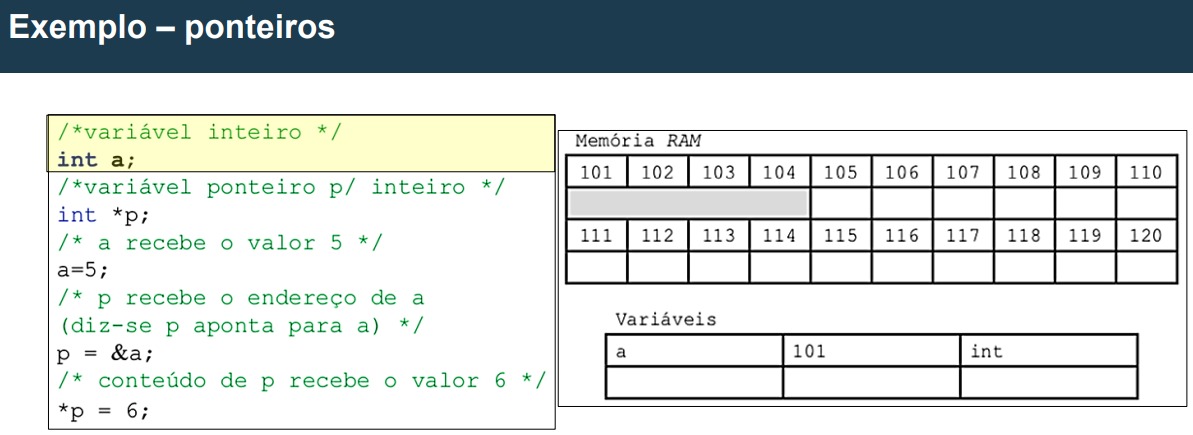 Exemplo – ponteiros
/*variável inteiro */
int a;
/*variável ponteiro p/ inteiro */
int *p;
/* a recebe o valor 5 */
a=5;
/* p recebe o endereço de a
(diz-se p aponta para a) */
p = &a;
/* conteúdo de p recebe o valor 6 */
*p = 6;
Memória RAM
101 102 103 104 105 106 107 108 109 110
111 112 113 114 115 116 117 118 119 120
Variáveis
a 101 int